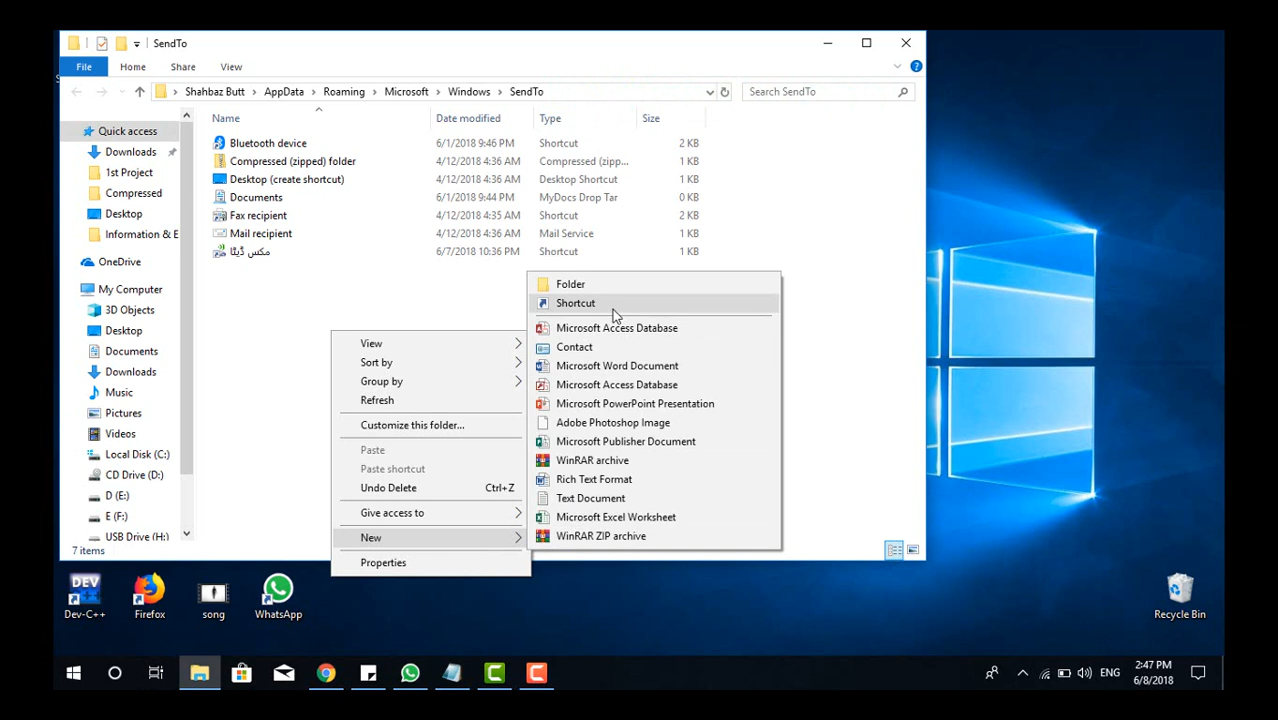 SendTo
File Home Share View
Shahbaz Butt > AppData > Roaming > Microsoft > Windows > SendTo
Search SendTo
Name Date modified Type Size
Quick access
Downloads
1st Project
Compressed
Desktop
Information & E
OneDrive
My Computer
3D Objects
Desktop
Documents
Downloads
Music
Pictures
Videos
Local Disk (C:)
CD Drive (D:)
D (E:)
E (F:)
USB Drive (H:)
Bluetooth device 6/1/2018 9:46 PM Shortcut 2 KB
Compressed (zipped) folder 4/12/2018 4:36 AM Compressed (zipp... 1 KB
Desktop (create shortcut) 4/12/2018 4:36 AM Desktop Shortcut 1 KB
Documents 6/1/2018 9:44 PM MyDocs Drop Tar 0 KB
Fax recipient 4/12/2018 4:35 AM Shortcut 2 KB
Mail recipient 4/12/2018 4:36 AM Mail Service 1 KB
مکس ڈیٹا 6/7/2018 10:36 PM Shortcut 1 KB
View
Sort by
Group by
Refresh
Customize this folder...
Paste
Paste shortcut
Undo Delete Ctrl+Z
Give access to
New
Properties
Folder
Shortcut
Microsoft Access Database
Contact
Microsoft Word Document
Microsoft Access Database
Microsoft PowerPoint Presentation
Adobe Photoshop Image
Microsoft Publisher Document
WinRAR archive
Rich Text Format
Text Document
Microsoft Excel Worksheet
WinRAR ZIP archive
7 items
DEV
Dev-C++ Firefox song WhatsApp
Recycle Bin
ENG
2:47 PM
6/8/2018